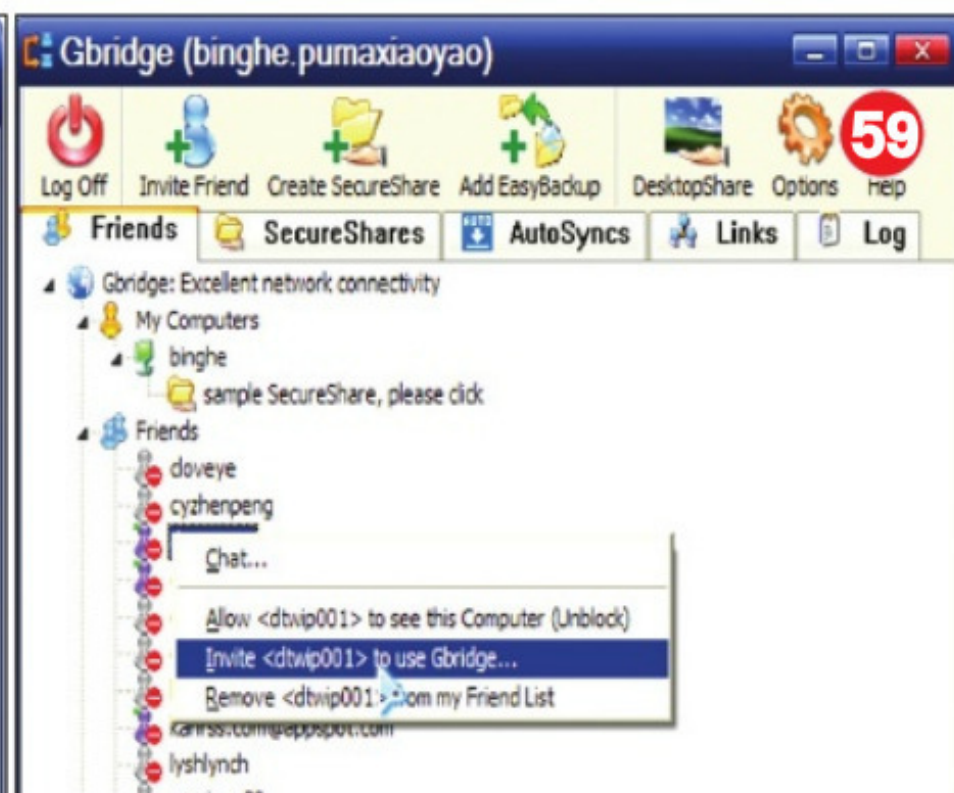 Gbridge (binghe.pumaxiaoyao)
59
Log Off Invite Friend Create SecureShare Add EasyBackup DesktopShare Options Help
Friends SecureShares AutoSyncs Links Log
Gbridge: Excellent network connectivity
My Computers
binghe
sample SecureShare, please click
Friends
doveye
cyzhenpeng
Chat...
Allow <dtwip001> to see this Computer (Unblock)
Invite <dtwip001> to use Gbridge...
Remove <dtwip001> from my Friend List
lyshlynch